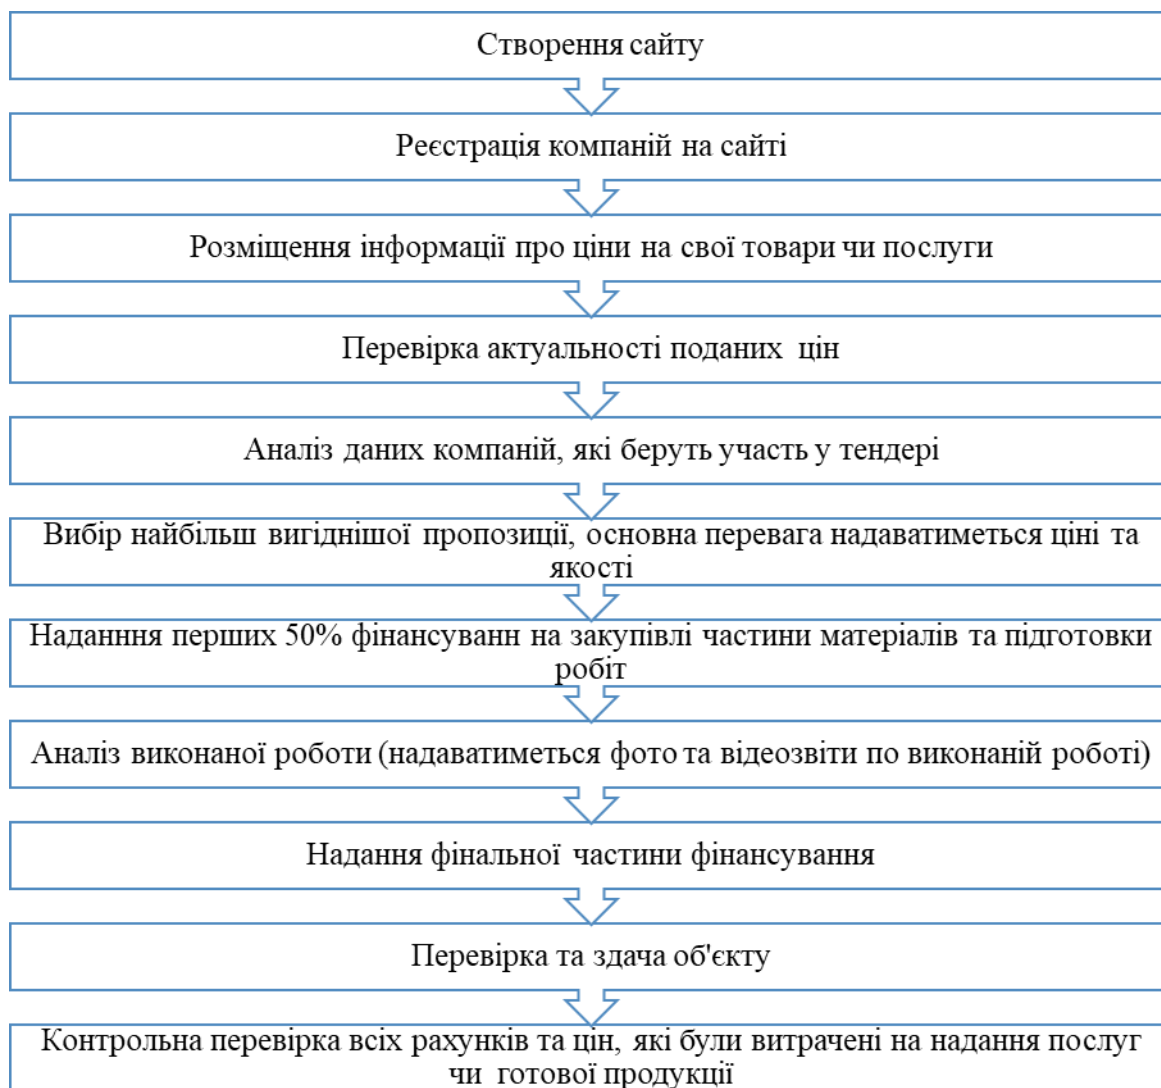 Створення сайту
Реєстрація компаній на сайті
Розміщення інформації про ціни на свої товари чи послуги
Перевірка актуальності поданих цін
Аналіз даних компаній, які беруть участь у тендері
Вибір найбільш вигіднішої пропозиції, основна перевага надаватиметься ціні та
якості
Наданння перших 50% фінансуванн на закупівлі частини матеріалів та підготовки
робіт
Аналіз виконаної роботи (надаватиметься фото та відеозвіти по виконаній роботі)
Надання фінальної частини фінансування
Перевірка та здача об'єкту
Контрольна перевірка всіх рахунків та цін, які були витрачені на надання послуг
чи готової продукції